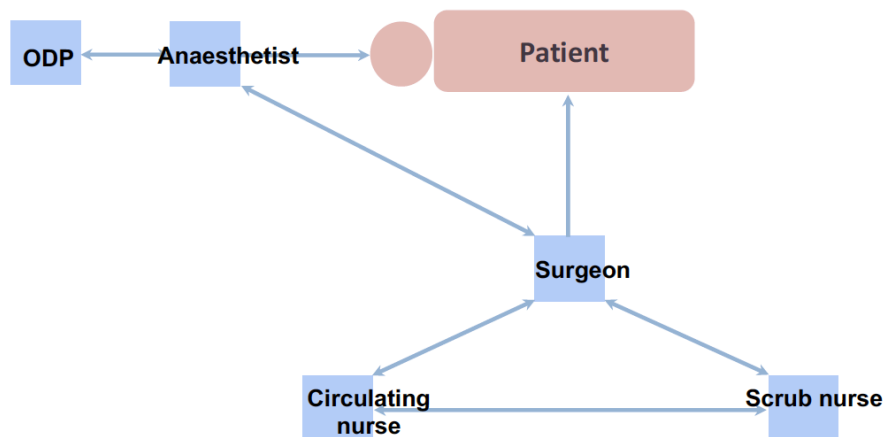 ODP
Anaesthetist
Patient
Surgeon
Circulating
nurse
Scrub nurse